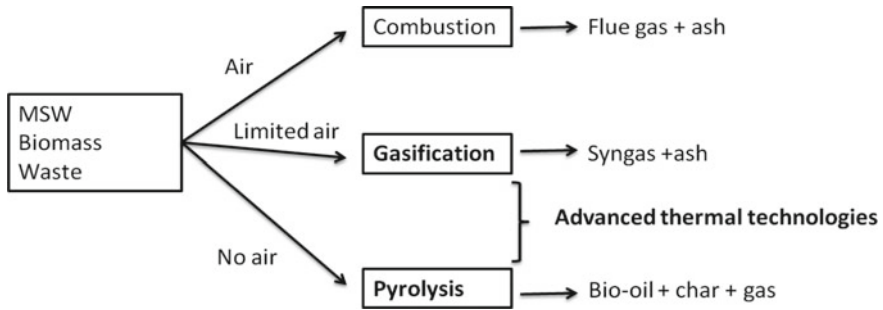 Combustion
Flue gas + ash
Air
MSW
Biomass
Waste
Limited air
Gasification
Syngas +ash
Advanced thermal technologies
No air
Pyrolysis
Bio-oil + char + gas